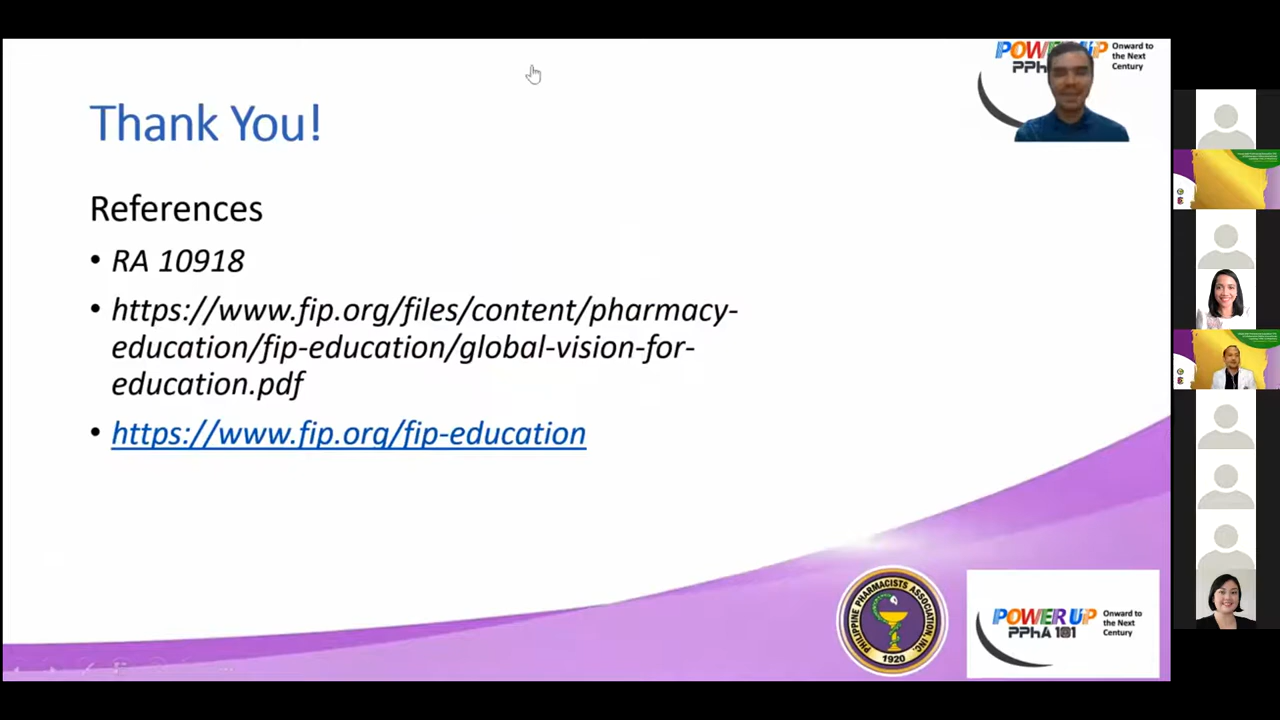 POWER UP
PPhA
Onward to
the Next
Century
Thank You!
References
• RA 10918
• https://www.fip.org/files/content/pharmacy-
education/fip-education/global-vision-for-
education.pdf
• https://www.fip.org/fip-education
PHILIPPINE PHARMACISTS ASSOCIATION, INC.
1920
POWER UP
PPhA 101
Onward to
the Next
Century